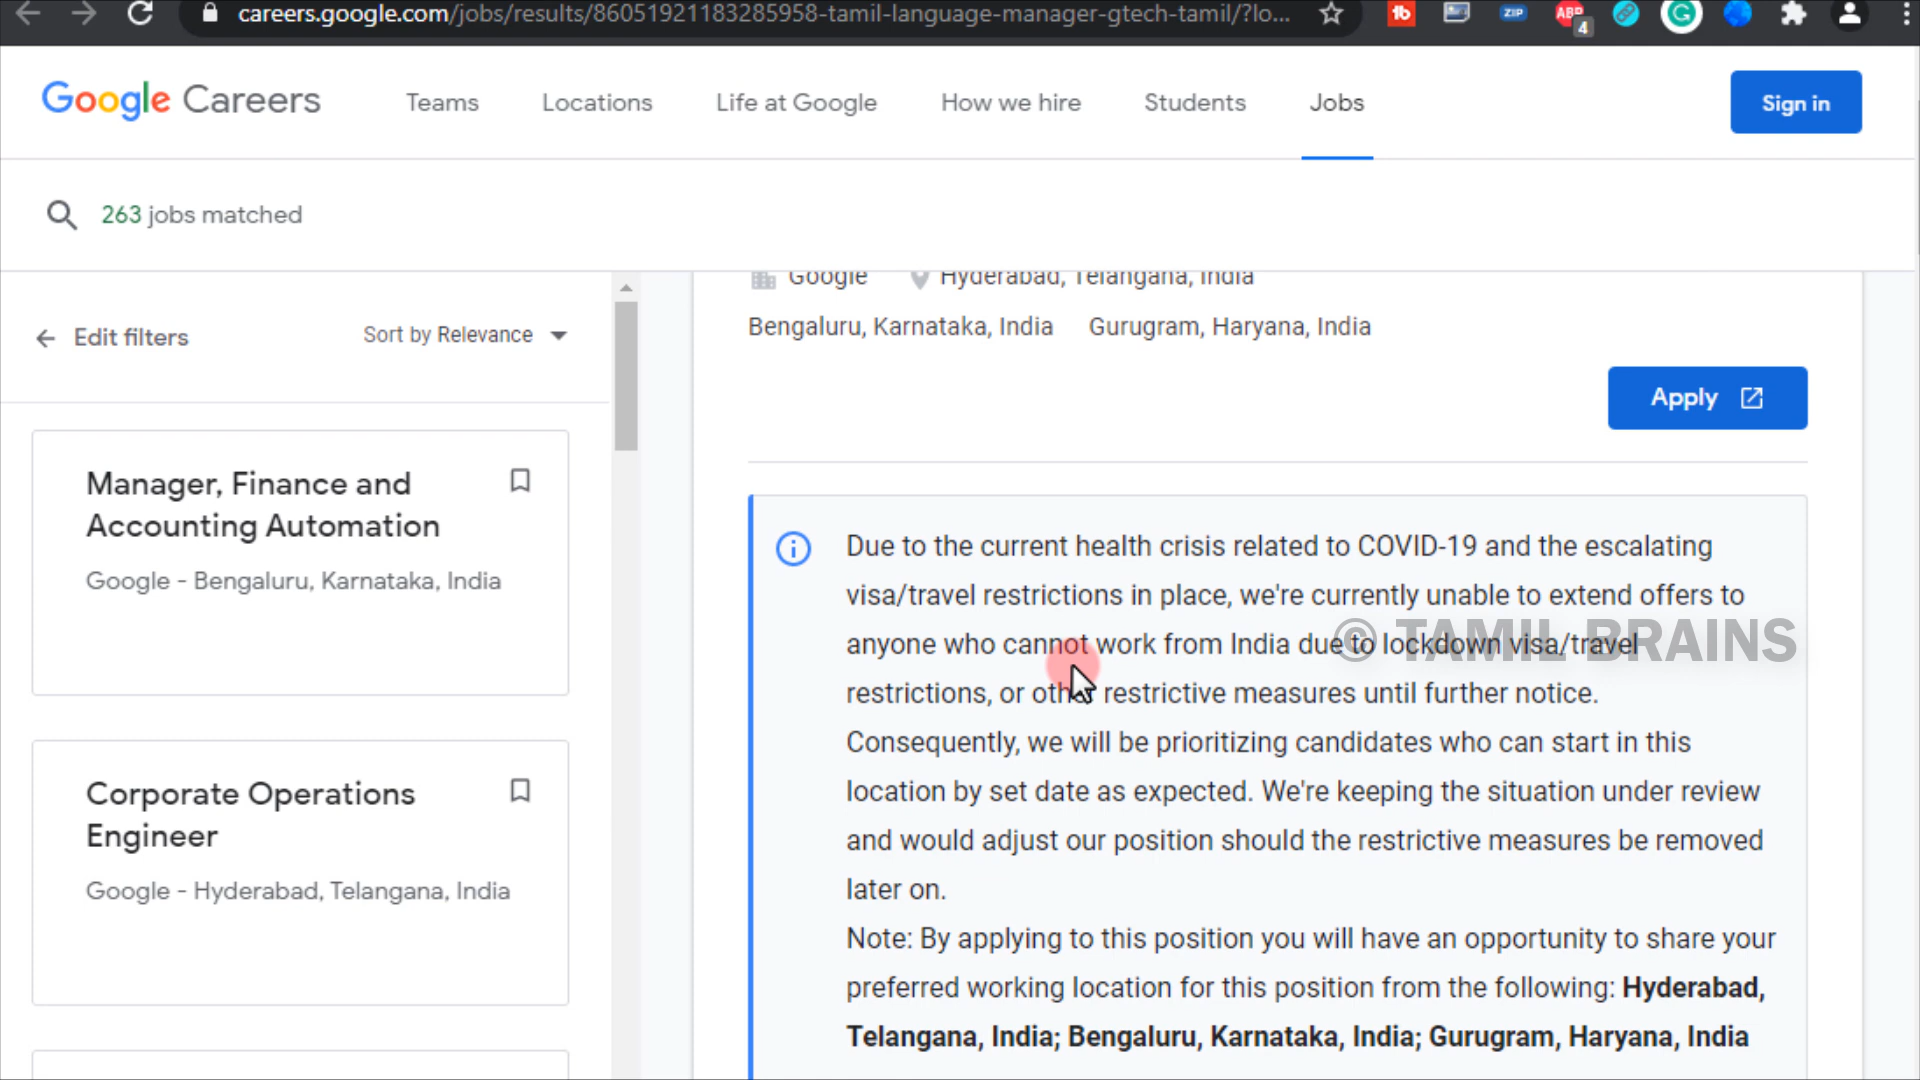 careers.google.com/jobs/results/86051921183285958-tamil-language-manager-gtech-tamil/?lo...
ZIP
ABP
4
Google Careers
Teams
Locations
Life at Google
How we hire
Students
Jobs
Sign in
263 jobs matched
Edit filters
Sort by Relevance
Manager, Finance and
Accounting Automation
Google - Bengaluru, Karnataka, India
Corporate Operations
Engineer
Google - Hyderabad, Telangana, India
Google Hyderabad, Telangana, India
Bengaluru, Karnataka, India Gurugram, Haryana, India
Apply
Due to the current health crisis related to COVID-19 and the escalating
visa/travel restrictions in place, we're currently unable to extend offers to
anyone who cannot work from India due to lockdown visa/travel
restrictions, or other restrictive measures until further notice.
Consequently, we will be prioritizing candidates who can start in this
location by set date as expected. We're keeping the situation under review
and would adjust our position should the restrictive measures be removed
later on.
Note: By applying to this position you will have an opportunity to share your
preferred working location for this position from the following: Hyderabad,
Telangana, India; Bengaluru, Karnataka, India; Gurugram, Haryana, India
© TAMIL BRAINS